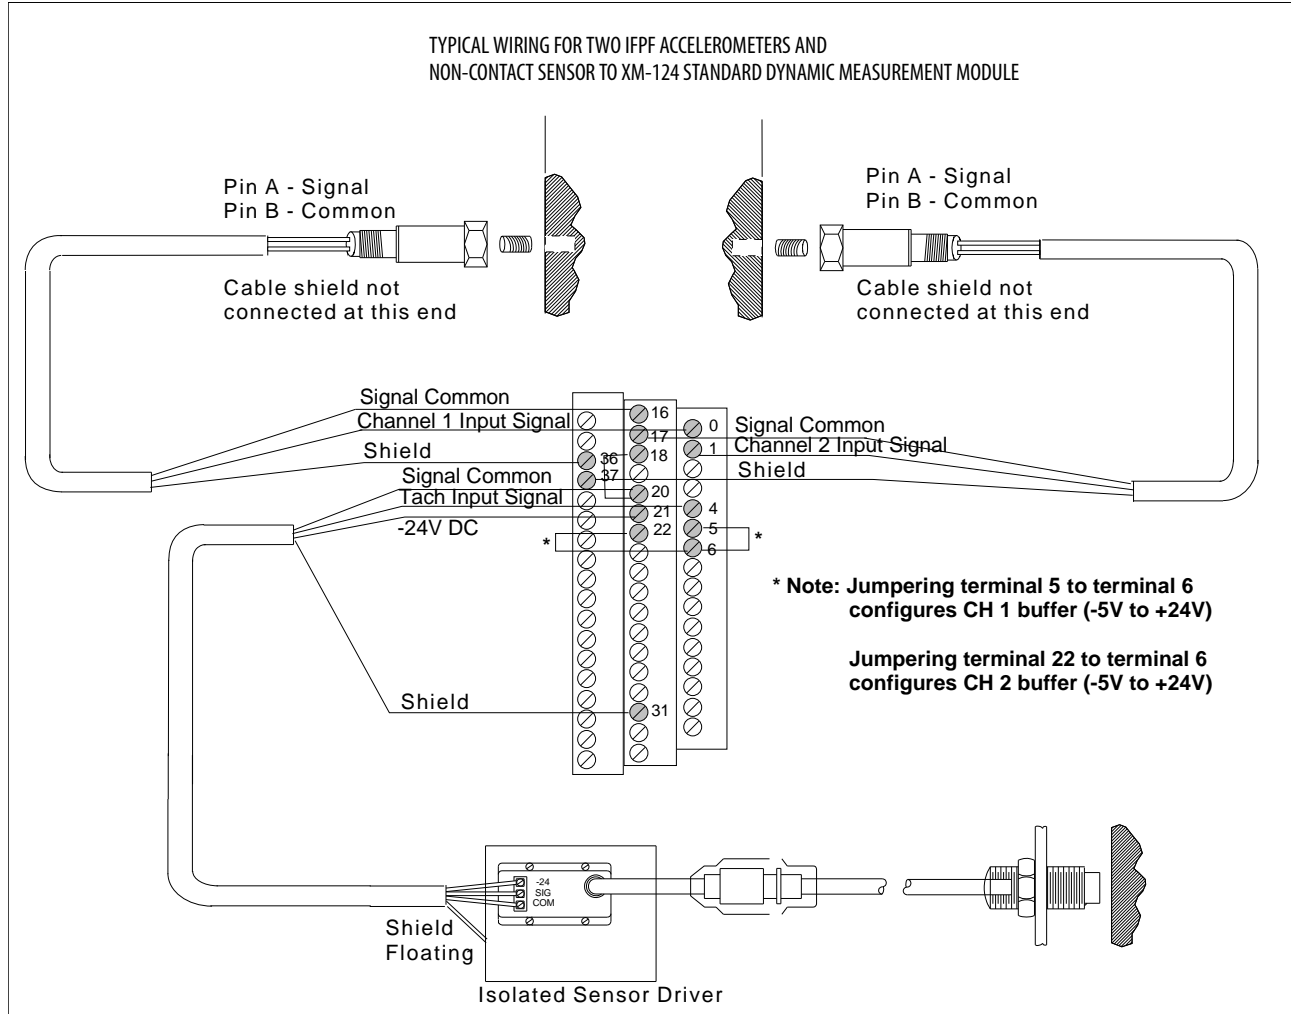 TYPICAL WIRING FOR TWO IFPF ACCELEROMETERS AND
NON-CONTACT SENSOR TO XM-124 STANDARD DYNAMIC MEASUREMENT MODULE
Pin A - Signal
Pin B - Common
Pin A - Signal
Pin B - Common
Cable shield not
connected at this end
Cable shield not
connected at this end
Signal Common
Channel 1 Input Signal
Shield
Signal Common
Tach Input Signal
-24V DC
16
17
18
20
21
22
31
36
37
0
1
4
5
6
Signal Common
Channel 2 Input Signal
Shield
*
*
* Note: Jumpering terminal 5 to terminal 6
configures CH 1 buffer (-5V to +24V)
Jumpering terminal 22 to terminal 6
configures CH 2 buffer (-5V to +24V)
Shield
-24
SIG
COM
Shield
Floating
Isolated Sensor Driver